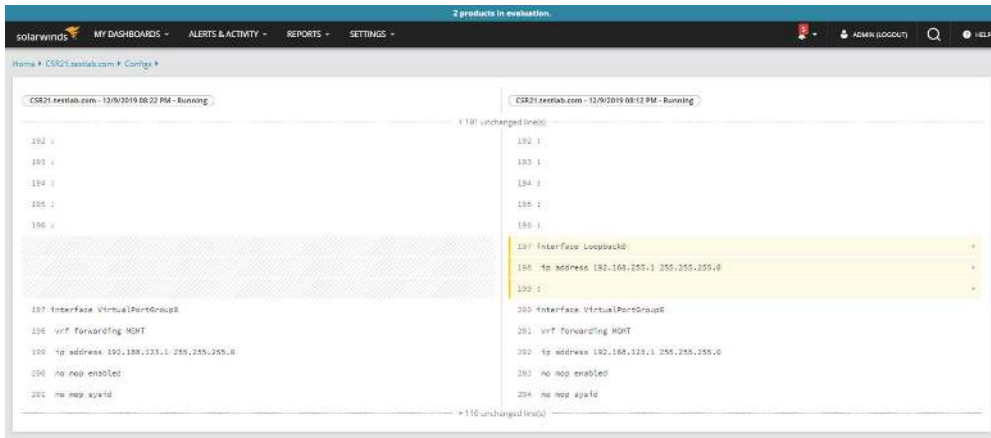 2 products in evaluation.
solarwinds MY DASHBOARDS ALERTS & ACTIVITY REPORTS SETTINGS 5 ADMIN (LOGOUT) HELP
Home CSR21.testlab.com Configs
CSR21.testlab.com - 12/9/2019 08:22 PM - Running
CSR21.testlab.com - 12/9/2019 08:12 PM - Running
191 unchanged line(s)
192 !
193 !
194 !
195 !
196 !
197 interface VirtualPortGroup0
198 vrf forwarding MGMT
199 ip address 192.168.123.1 255.255.255.0
200 no mop enabled
201 no mop sysid
192 !
193 !
194 !
195 !
196 !
197 interface Loopback0
198 ip address 192.168.255.1 255.255.255.0
199 !
200 interface VirtualPortGroup0
201 vrf forwarding MGMT
202 ip address 192.168.123.1 255.255.255.0
203 no mop enabled
204 no mop sysid
+ 110 unchanged line(s)